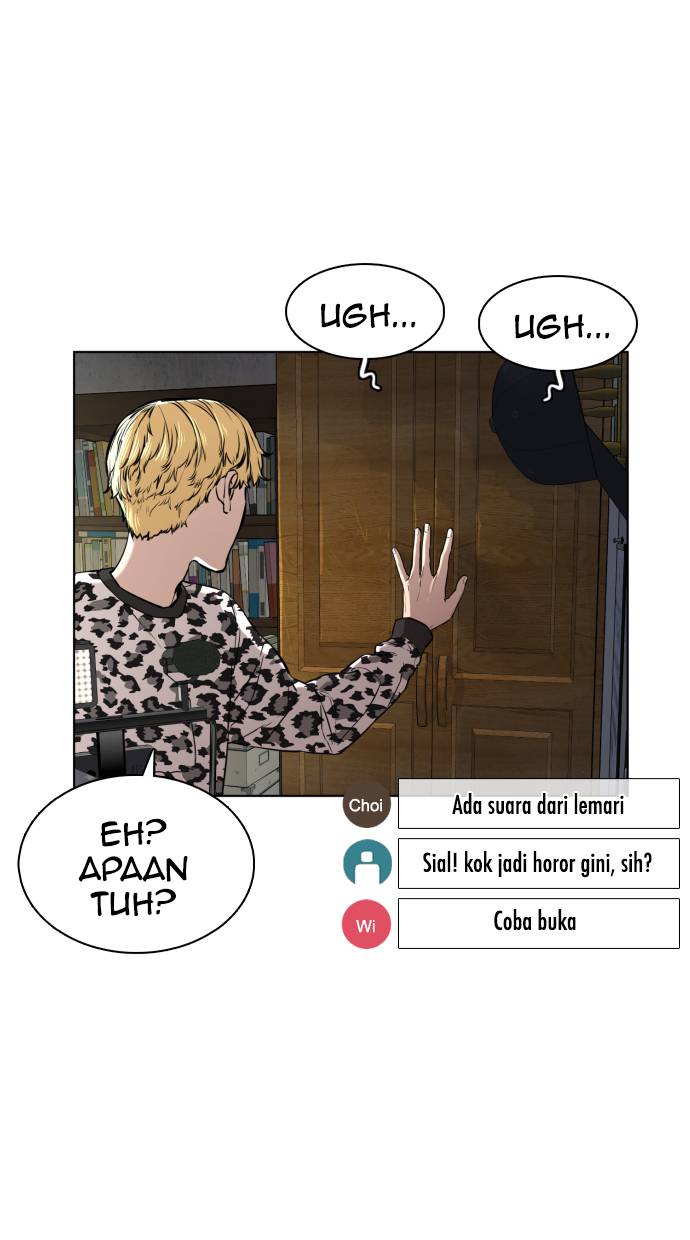 UGH...
UGH...
EH?
APAAN
TUH?
Choi
Ada suara dari lemari
Sial! kok jadi horor gini, sih?
Wi
Coba buka